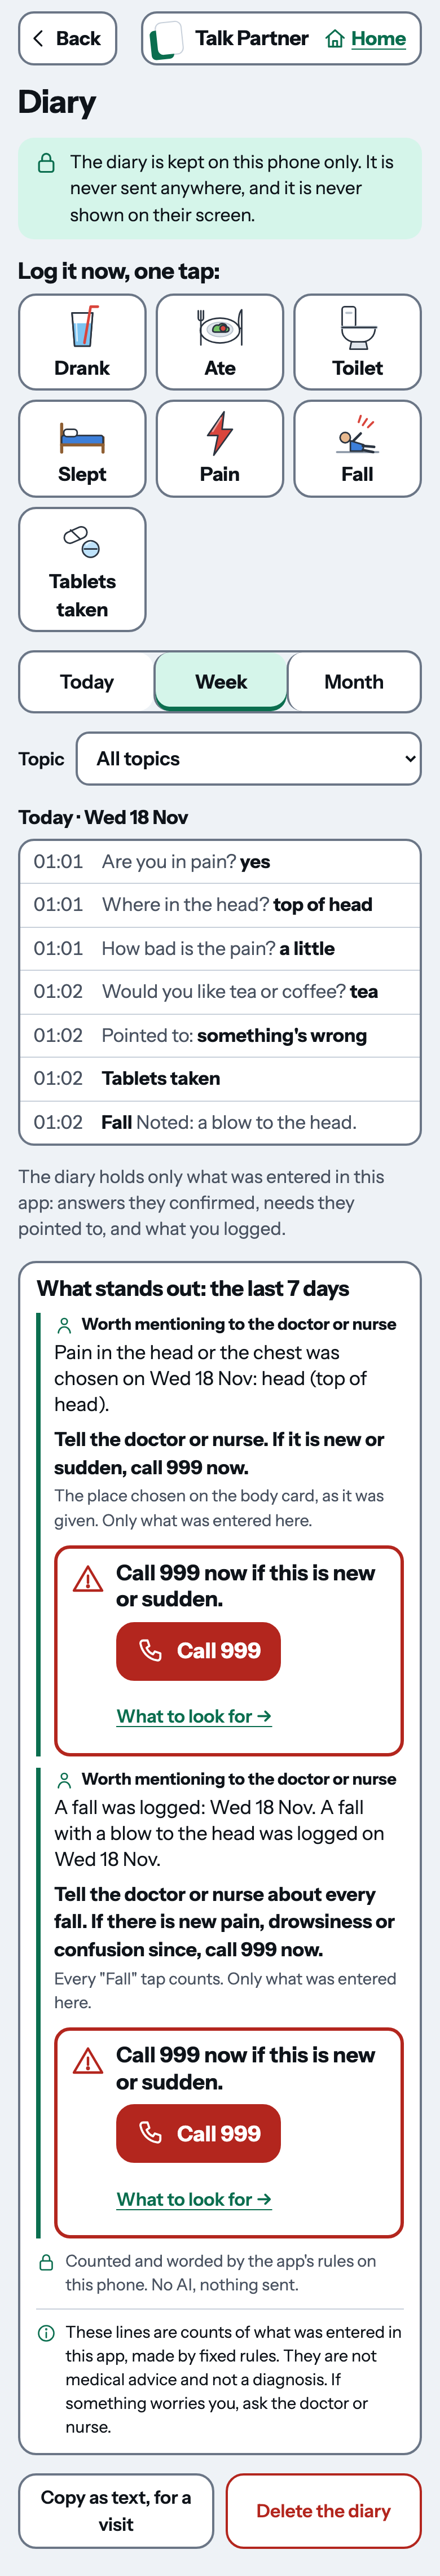 Back
Talk Partner
Home
Diary
The diary is kept on this phone only. It is
never sent anywhere, and it is never
shown on their screen.
Log it now, one tap:
Drank
Ate
Toilet
Slept
Pain
Fall
Tablets
taken
Today
Week
Month
Topic
All topics
Today · Wed 18 Nov
01:01 Are you in pain? yes
01:01 Where in the head? top of head
01:01 How bad is the pain? a little
01:02 Would you like tea or coffee? tea
01:02 Pointed to: something's wrong
01:02 Tablets taken
01:02 Fall Noted: a blow to the head.
The diary holds only what was entered in this
app: answers they confirmed, needs they
pointed to, and what you logged.
What stands out: the last 7 days
Worth mentioning to the doctor or nurse
Pain in the head or the chest was
chosen on Wed 18 Nov: head (top of
head).
Tell the doctor or nurse. If it is new or
sudden, call 999 now.
The place chosen on the body card, as it was
given. Only what was entered here.
Call 999 now if this is new
or sudden.
Call 999
What to look for →
Worth mentioning to the doctor or nurse
A fall was logged: Wed 18 Nov. A fall
with a blow to the head was logged on
Wed 18 Nov.
Tell the doctor or nurse about every
fall. If there is new pain, drowsiness or
confusion since, call 999 now.
Every "Fall" tap counts. Only what was entered
here.
Call 999 now if this is new
or sudden.
Call 999
What to look for →
Counted and worded by the app's rules on
this phone. No AI, nothing sent.
These lines are counts of what was entered in
this app, made by fixed rules. They are not
medical advice and not a diagnosis. If
something worries you, ask the doctor or
nurse.
Copy as text, for a
visit
Delete the diary